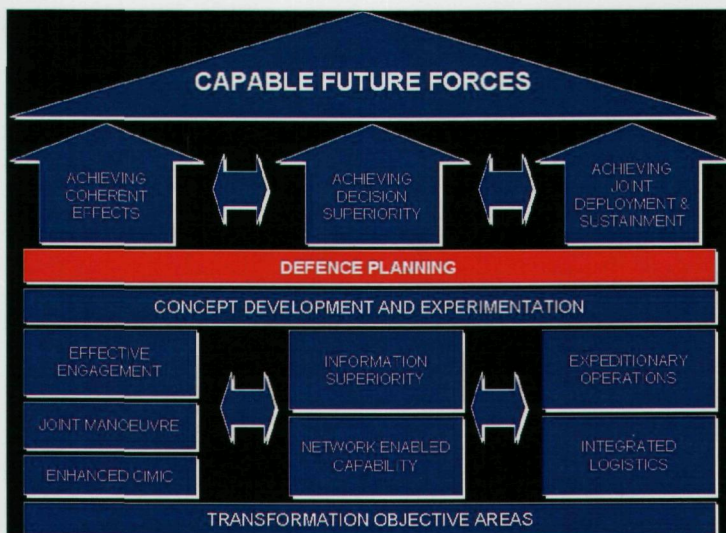 CAPABLE FUTURE FORCES
ACHIEVING
COHERENT
EFFECTS
ACHIEVING
DECISION
SUPERIORITY
ACHIEVING
JOINT
DEPLOYMENT &
SUSTAINMENT
DEFENCE PLANNING
CONCEPT DEVELOPMENT AND EXPERIMENTATION
EFFECTIVE
ENGAGEMENT
JOINT MANOEUVRE
ENHANCED CIMIC
INFORMATION
SUPERIORITY
NETWORK ENABLED
CAPABILITY
EXPEDITIONARY
OPERATIONS
INTEGRATED
LOGISTICS
TRANSFORMATION OBJECTIVE AREAS